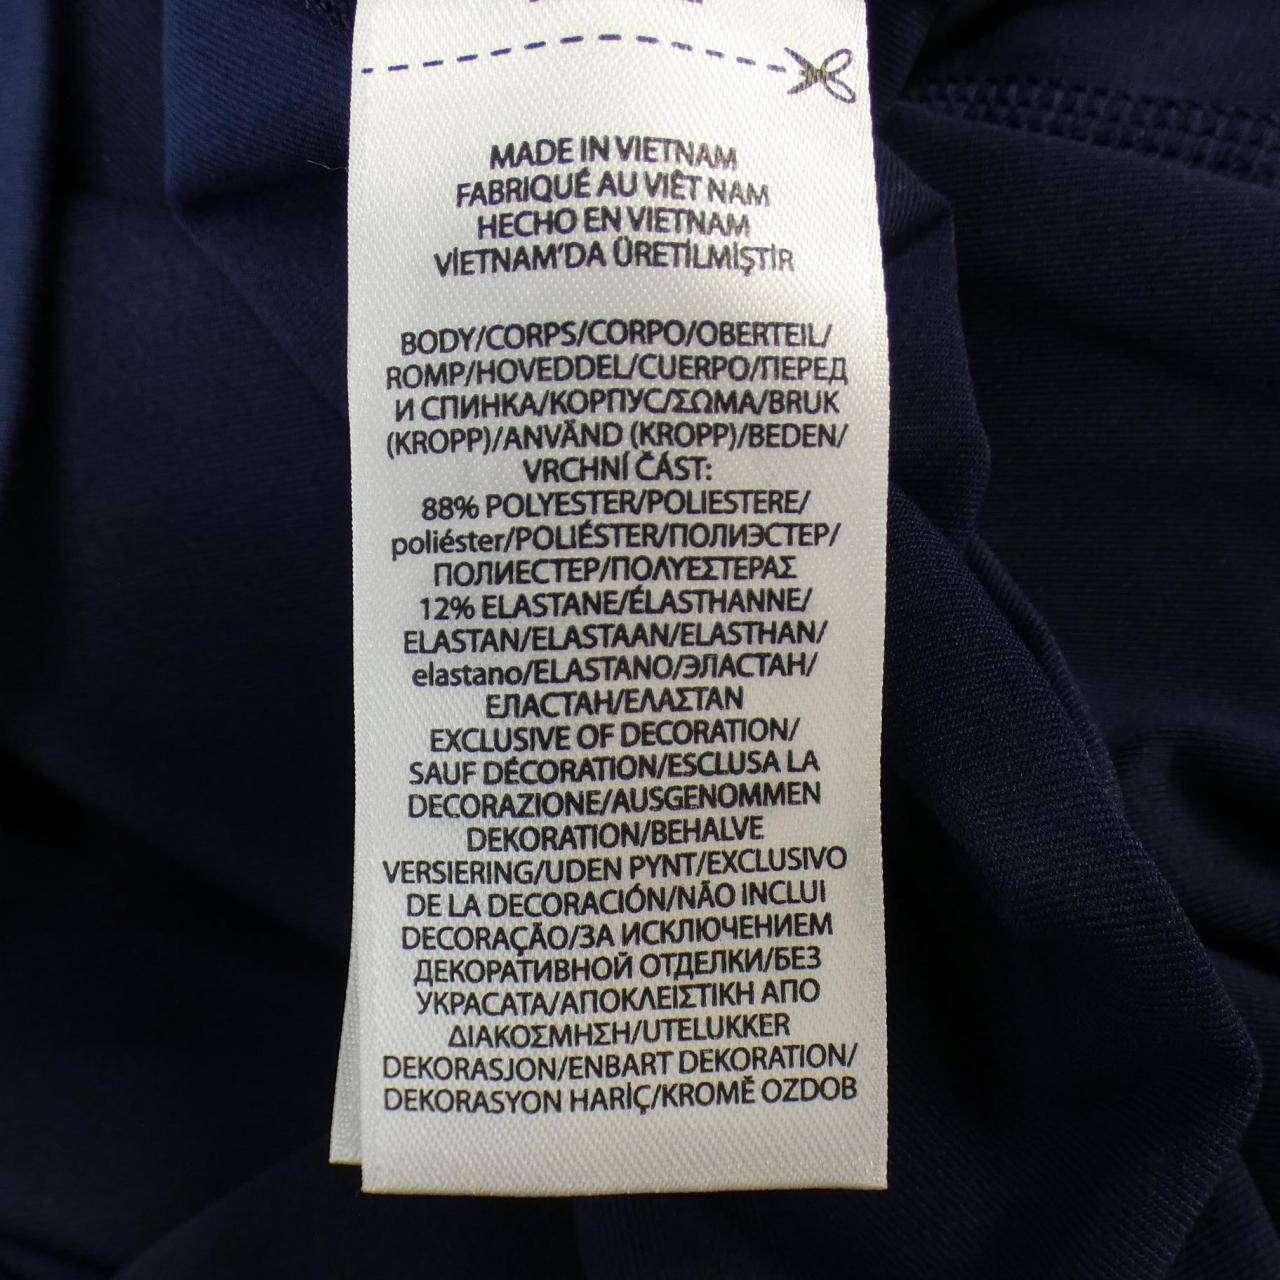 MADE IN VIETNAM
FABRIQUÉ AU VIÊT NAM
HECHO EN VIETNAM
VİETNAM'DA ÜRETİLMİŞTİR
BODY/CORPS/CORPO/OBERTEIL/
ROMP/HOVEDDEL/CUERPO/ПЕРЕД
И СПИНКА/КОРПУС/ΣΩΜΑ/BRUK
(KROPP)/ANVÄND (KROPP)/BEDEN/
VRCHNÍ ČÁST:
88% POLYESTER/POLIESTERE/
poliéster/POLIÉSTER/ПОЛИЭСТЕР/
ПОЛИЕСТЕР/ΠΟΛΥΕΣΤΕΡΑΣ
12% ELASTANE/ÉLASTHANNE/
ELASTAN/ELASTAAN/ELASTHAN/
elastano/ELASTANO/ЭЛАСТАН/
ЕЛАСТАН/ΕΛΑΣΤΑΝ
EXCLUSIVE OF DECORATION/
SAUF DÉCORATION/ESCLUSA LA
DECORAZIONE/AUSGENOMMEN
DEKORATION/BEHALVE
VERSIERING/UDEN PYNT/EXCLUSIVO
DE LA DECORACIÓN/NÃO INCLUI
DECORAÇÃO/ЗА ИСКЛЮЧЕНИЕМ
ДЕКОРАТИВНОЙ ОТДЕЛКИ/БЕЗ
УКРАСАТА/ΑΠΟΚΛΕΙΣΤΙΚΗ ΑΠΟ
ΔΙΑΚΟΣΜΗΣΗ/UTELUKKER
DEKORASJON/ENBART DEKORATION/
DEKORASYON HARİÇ/KROMĚ OZDOB